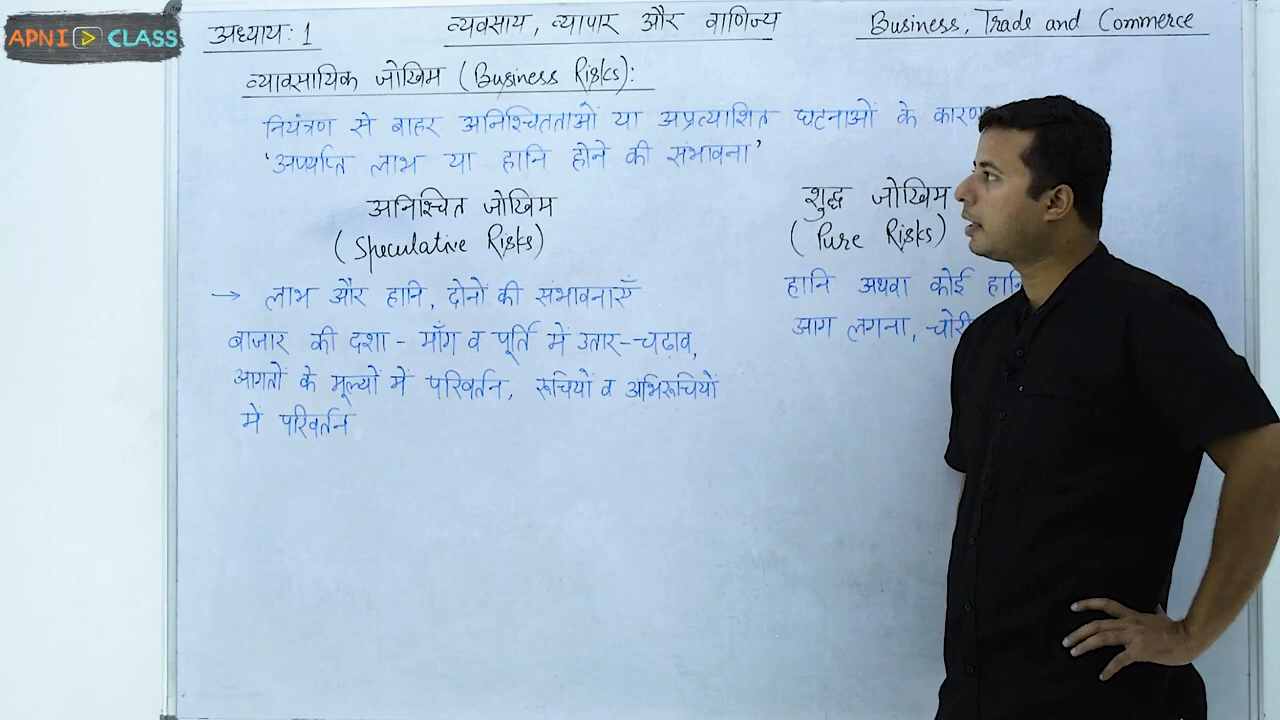 APNI CLASS
अध्याय: 1 व्यवसाय, व्यापार और वाणिज्य Business, Trade and Commerce
व्यावसायिक जोखिम (Business Risks):
नियंत्रण से बाहर अनिश्चितताओं या अप्रत्याशित घटनाओं के कारण
'अपर्याप्त लाभ या हानि होने की संभावना'
अनिश्चित जोखिम
(Speculative Risks)
→ लाभ और हानि, दोनों की संभावनाएँ
बाजार की दशा - माँग व पूर्ति में उतार-चढ़ाव,
आगतों के मूल्यों में परिवर्तन, रूचियों व अभिरूचियों
में परिवर्तन
शुद्ध जोखिम
(Pure Risks)
हानि अथवा कोई हानि
आग लगना, चोरी